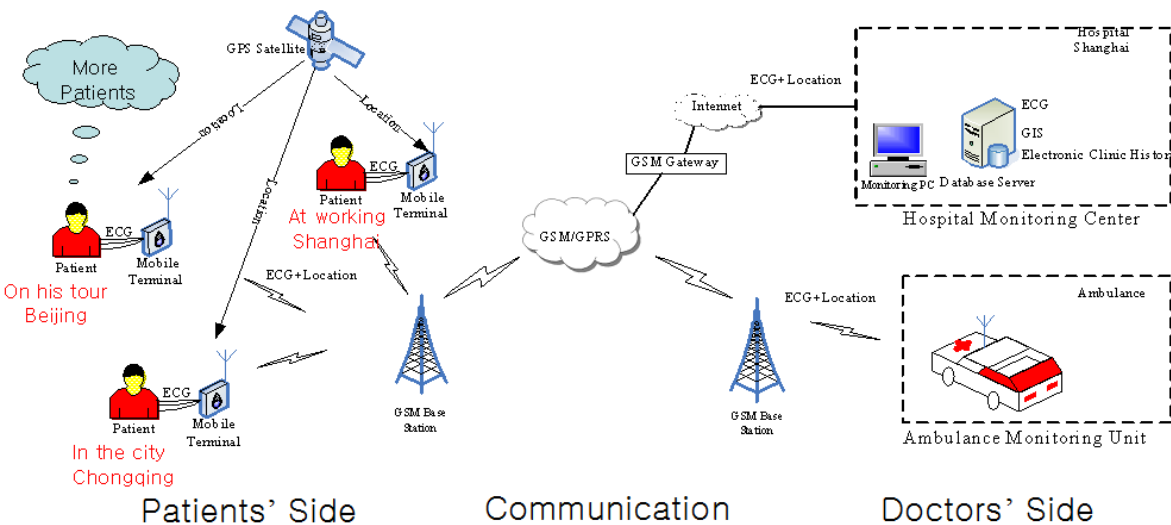 GPS Satellite
More
Patients
Location
Location
Location
ECG
Patient
Mobile
Terminal
At working
Shanghai
ECG
Patient
Mobile
Terminal
On his tour
Beijing
ECG+Location
ECG
Patient
Mobile
Terminal
In the city
Chongqing
GSM Base
Station
GSM/GPRS
GSM Gateway
Internet
ECG+Location
GSM Base
Station
ECG+Location
Hospital
Shanghai
ECG
GIS
Electronic Clinic Histor
Monitoring PC
Database Server
Hospital Monitoring Center
Ambulance
Ambulance Monitoring Unit
Patients' Side
Communication
Doctors' Side